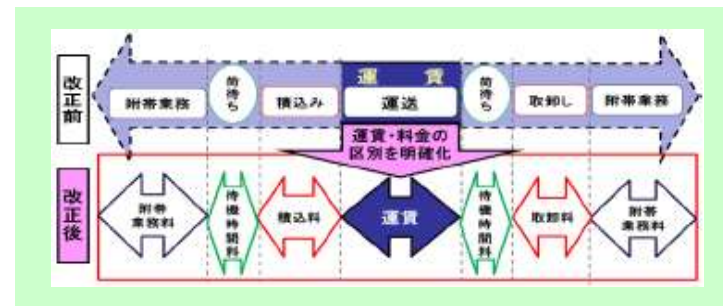 改正前
運賃
附帯業務
荷待ち
積込み
運送
荷待ち
取卸し
附帯業務
運賃・料金の
区別を明確化
改正後
附帯
業務料
待機時間料
積込料
運賃
待機時間料
取卸料
附帯
業務料